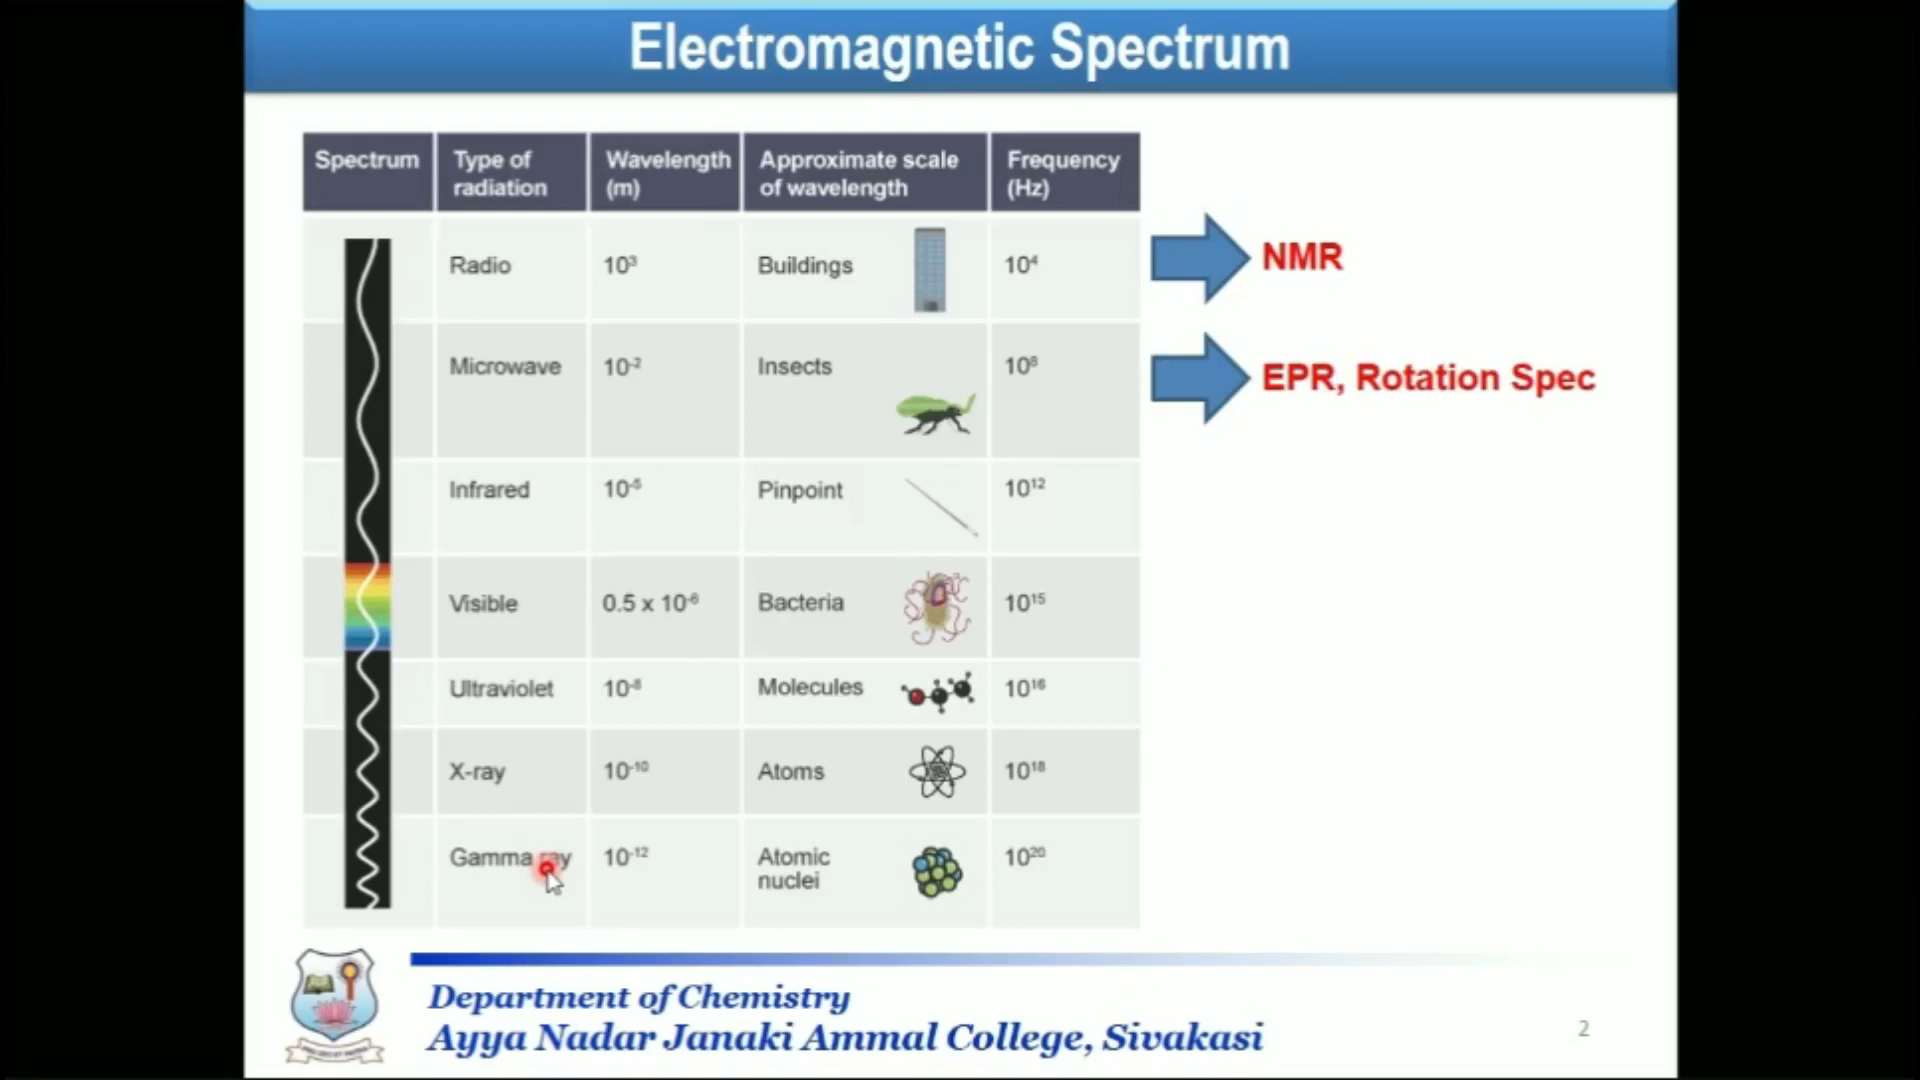 Electromagnetic Spectrum
Spectrum
Type of
radiation
Wavelength
(m)
Approximate scale
of wavelength
Frequency
(Hz)
Radio
10³
Buildings
10⁴
NMR
Microwave
10⁻²
Insects
10⁸
EPR, Rotation Spec
Infrared
10⁻⁵
Pinpoint
10¹²
Visible
0.5 x 10⁻⁶
Bacteria
10¹⁵
Ultraviolet
10⁻⁸
Molecules
10¹⁶
X-ray
10⁻¹⁰
Atoms
10¹⁸
Gamma ray
10⁻¹²
Atomic
nuclei
10²⁰
Department of Chemistry
Ayya Nadar Janaki Ammal College, Sivakasi
2